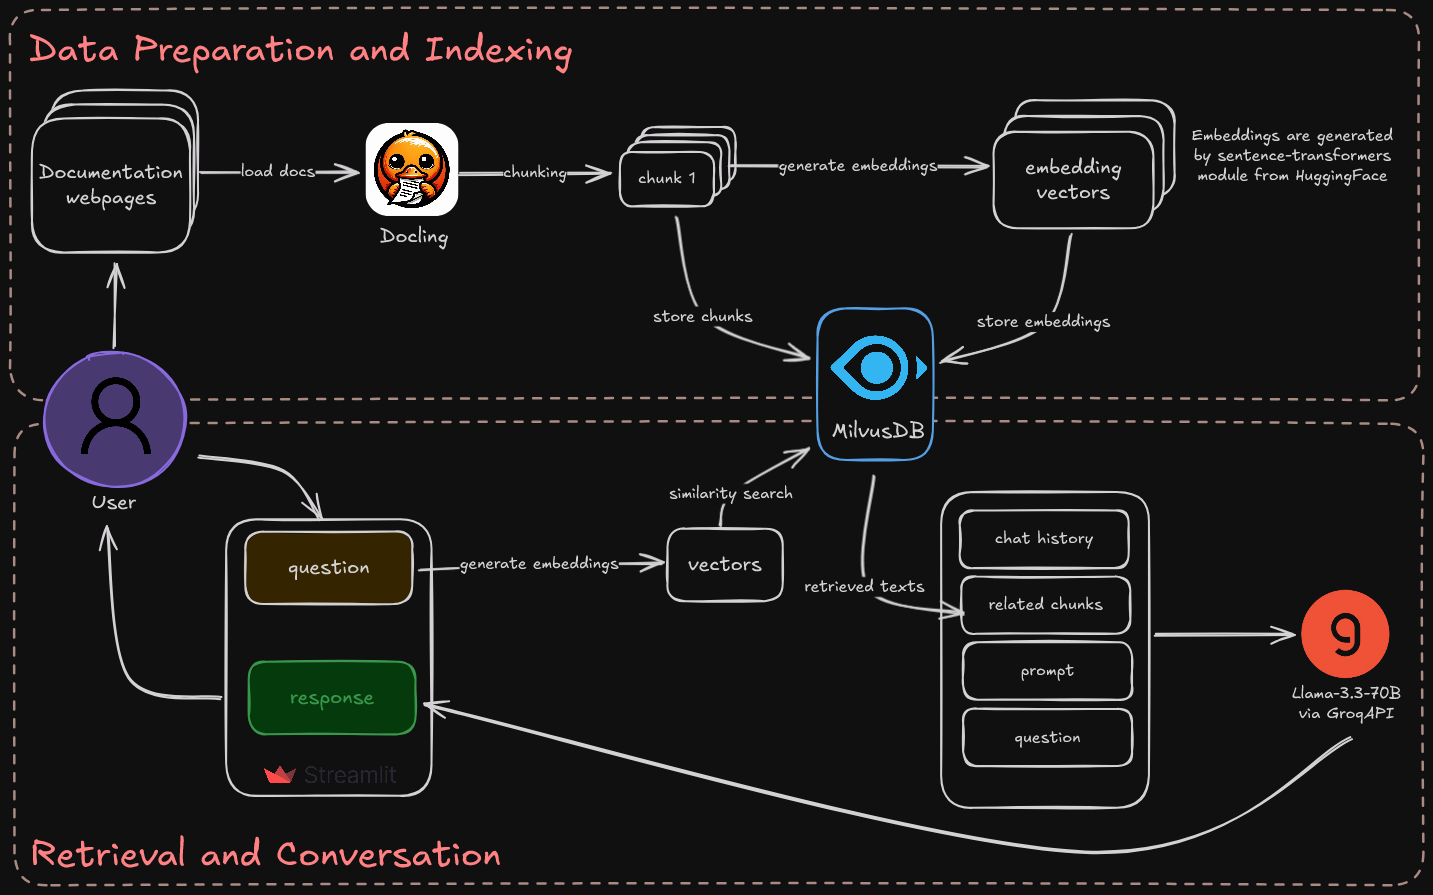 Data Preparation and Indexing
Documentation
webpages
load docs
Docling
chunking
chunk 1
generate embeddings
embedding
vectors
Embeddings are generated
by sentence-transformers
module from HuggingFace
store chunks
store embeddings
MilvusDB
User
question
generate embeddings
vectors
similarity search
retrieved texts
chat history
related chunks
prompt
question
g
Llama-3.3-70B
via GroqAPI
response
Streamlit
Retrieval and Conversation